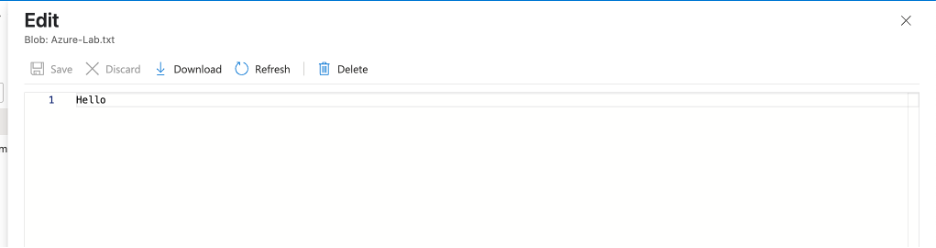 Edit
Blob: Azure-Lab.txt
Save Discard Download Refresh Delete
1 Hello
m